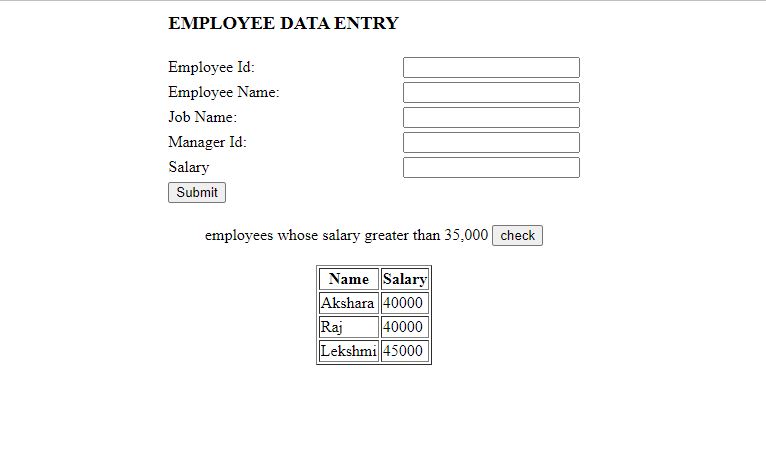 EMPLOYEE DATA ENTRY
Employee Id:
Employee Name:
Job Name:
Manager Id:
Salary
Submit
employees whose salary greater than 35,000 check
Name Salary
Akshara 40000
Raj 40000
Lekshmi 45000